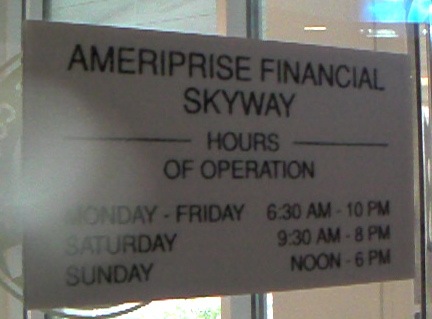 AMERIPRISE FINANCIAL
SKYWAY
HOURS
OF OPERATION
MONDAY - FRIDAY 6:30 AM - 10 PM
SATURDAY 9:30 AM - 8 PM
SUNDAY NOON - 6 PM